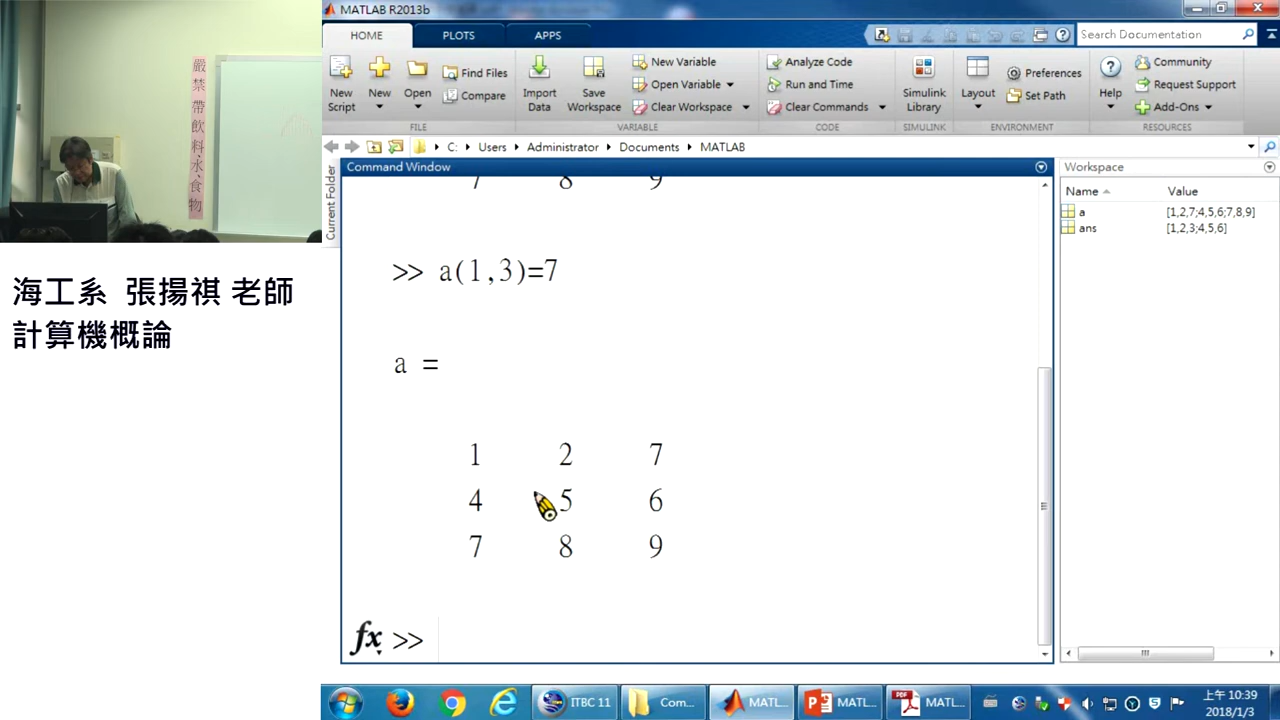 嚴禁帶飲料、水、食物
海工系 張揚祺 老師
計算機概論
MATLAB R2013b
HOME PLOTS APPS
Search Documentation
New Script
New
Open
Find Files
Compare
FILE
Import Data
Save Workspace
New Variable
Open Variable
Clear Workspace
VARIABLE
Analyze Code
Run and Time
Clear Commands
CODE
Simulink Library
SIMULINK
Layout
Preferences
Set Path
ENVIRONMENT
Help
Community
Request Support
Add-Ons
RESOURCES
C: Users Administrator Documents MATLAB
Current Folder
Command Window
7 8 9
>> a(1,3)=7
a =
1 2 7
4 5 6
7 8 9
fx >>
Workspace
Name Value
a [1,2,7;4,5,6;7,8,9]
ans [1,2,3;4,5,6]
ITBC 11
Com...
MATL...
MATL...
MATL...
上午 10:39
2018/1/3